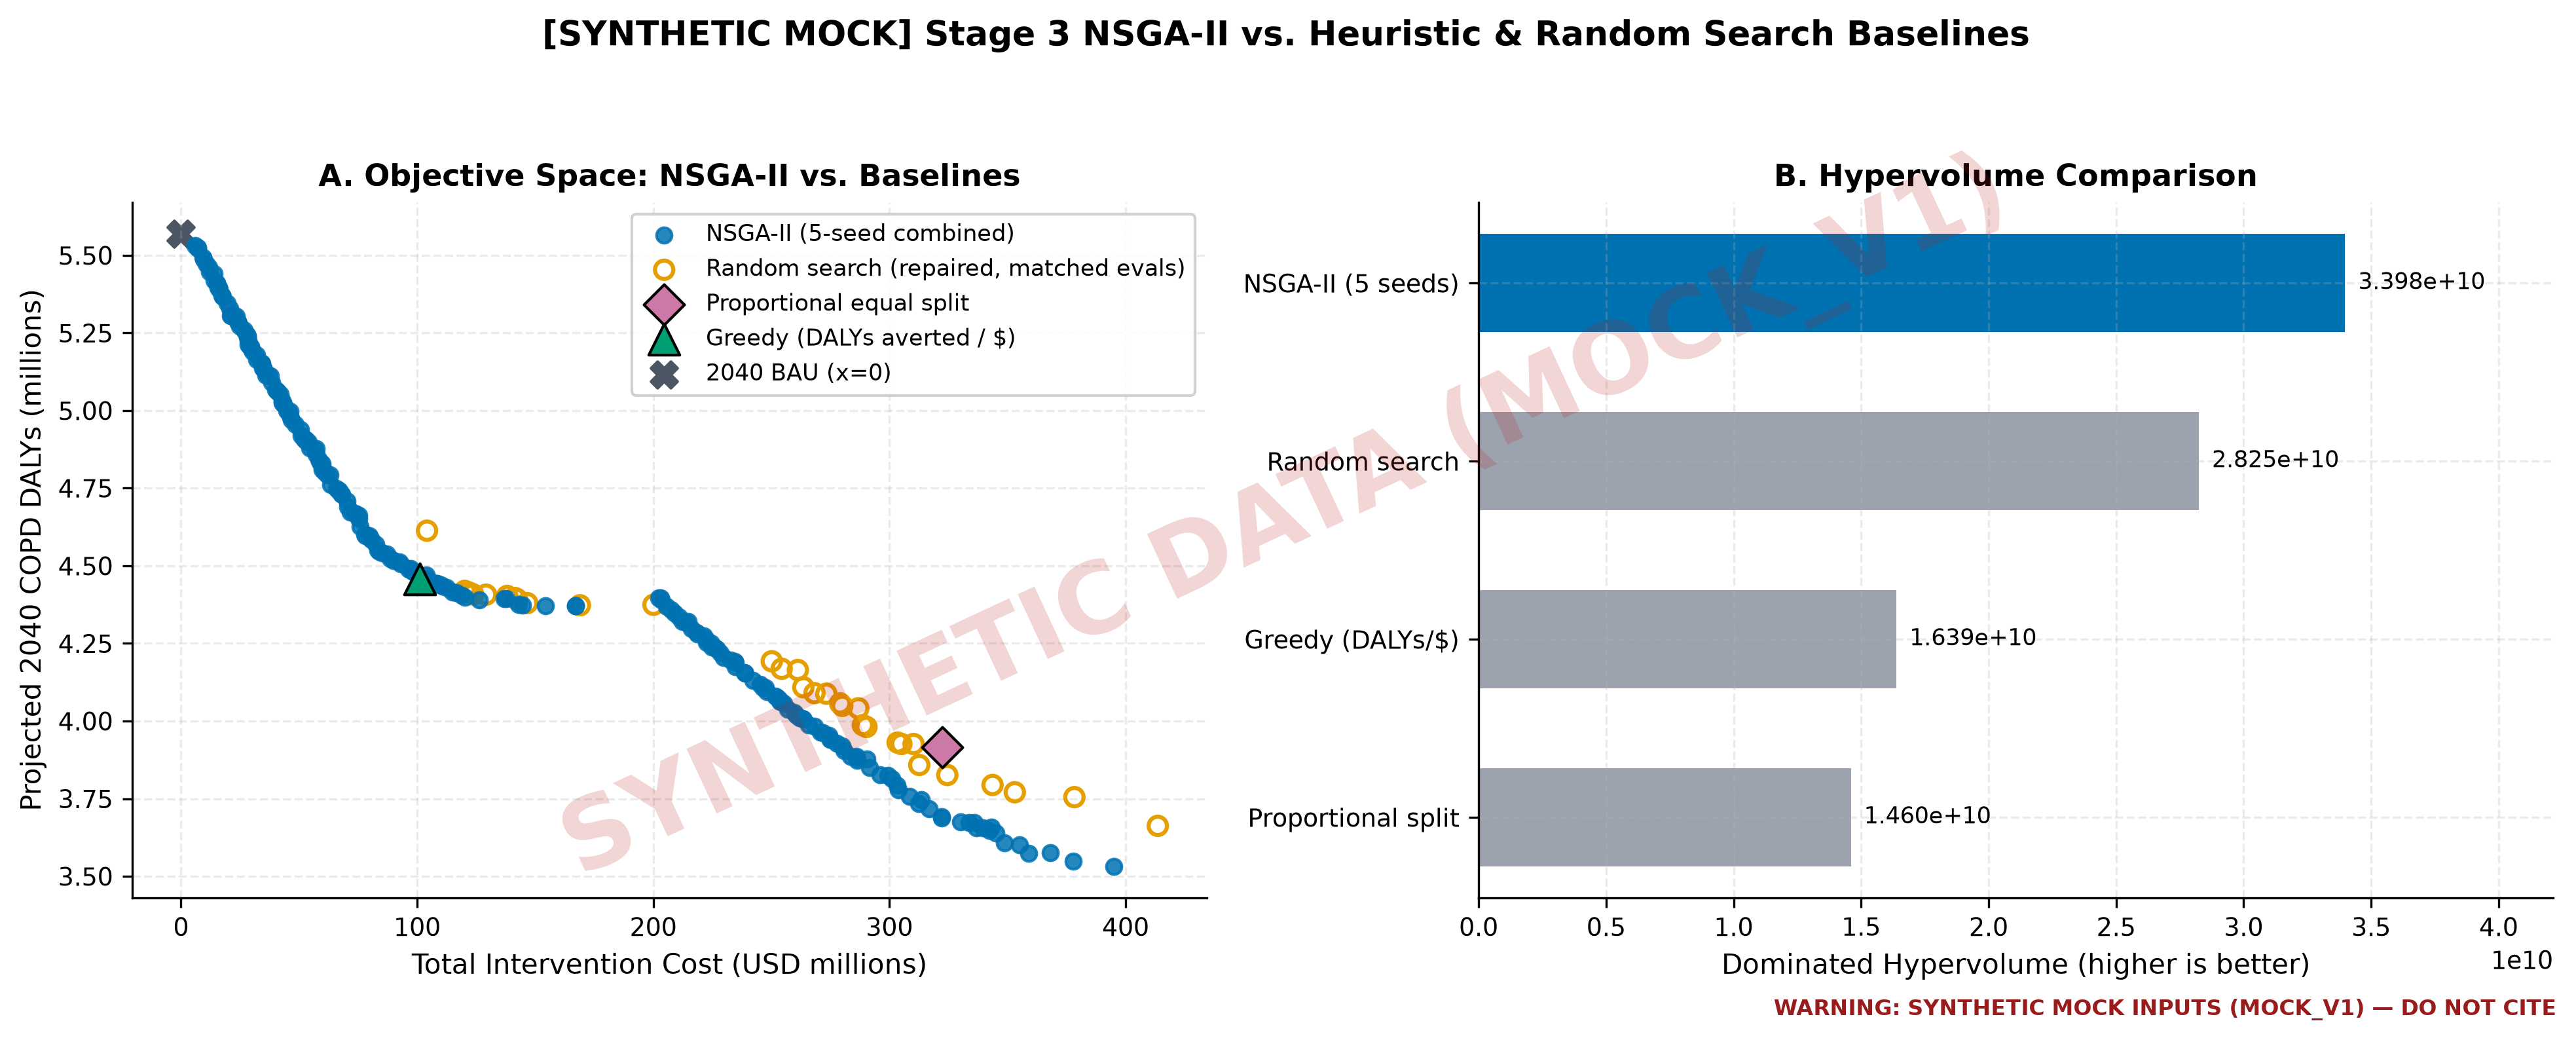 [SYNTHETIC MOCK] Stage 3 NSGA-II vs. Heuristic & Random Search Baselines
A. Objective Space: NSGA-II vs. Baselines
NSGA-II (5-seed combined)
Random search (repaired, matched evals)
Proportional equal split
Greedy (DALYs averted / $)
2040 BAU (x=0)
Projected 2040 COPD DALYs (millions)
5.50
5.25
5.00
4.75
4.50
4.25
4.00
3.75
3.50
0 100 200 300 400
Total Intervention Cost (USD millions)
B. Hypervolume Comparison
NSGA-II (5 seeds) 3.398e+10
Random search 2.825e+10
Greedy (DALYs/$) 1.639e+10
Proportional split 1.460e+10
0.0 0.5 1.0 1.5 2.0 2.5 3.0 3.5 4.0
1e10
Dominated Hypervolume (higher is better)
SYNTHETIC DATA (MOCK_V1)
WARNING: SYNTHETIC MOCK INPUTS (MOCK_V1) — DO NOT CITE